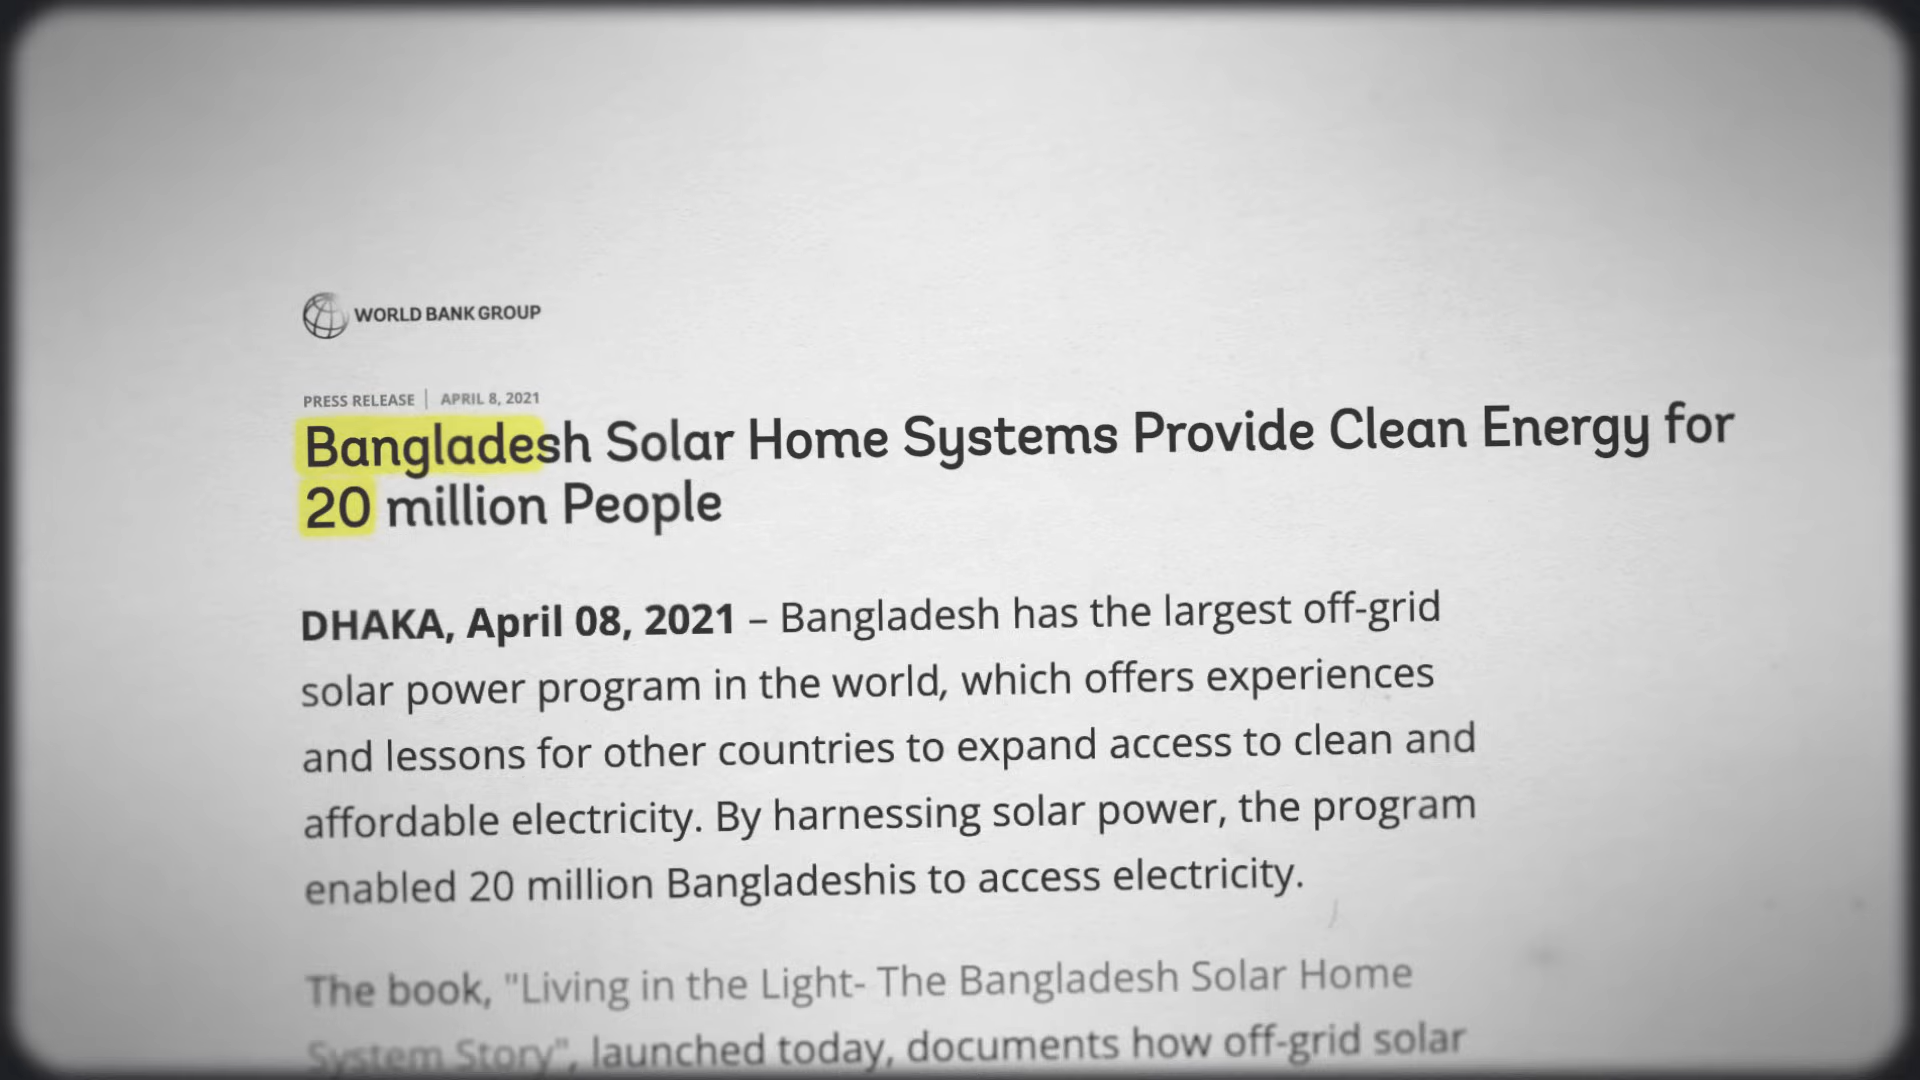 WORLD BANK GROUP
PRESS RELEASE | APRIL 8, 2021
Bangladesh Solar Home Systems Provide Clean Energy for
20 million People
DHAKA, April 08, 2021 – Bangladesh has the largest off-grid
solar power program in the world, which offers experiences
and lessons for other countries to expand access to clean and
affordable electricity. By harnessing solar power, the program
enabled 20 million Bangladeshis to access electricity.
The book, "Living in the Light- The Bangladesh Solar Home
System Story", launched today, documents how off-grid solar